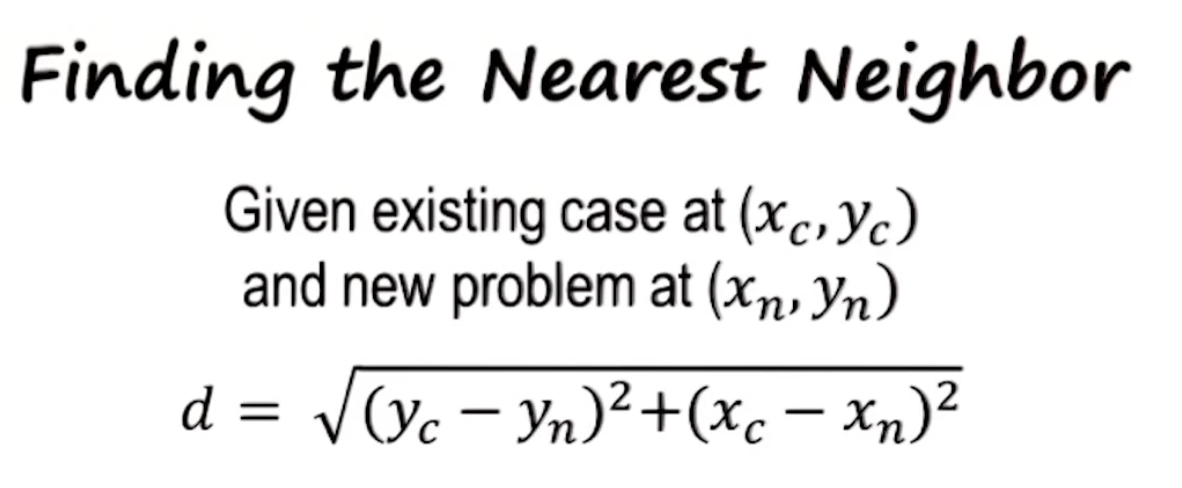 Finding the Nearest Neighbor
Given existing case at (x_c, y_c)
and new problem at (x_n, y_n)
d = √(y_c − y_n)²+(x_c − x_n)²